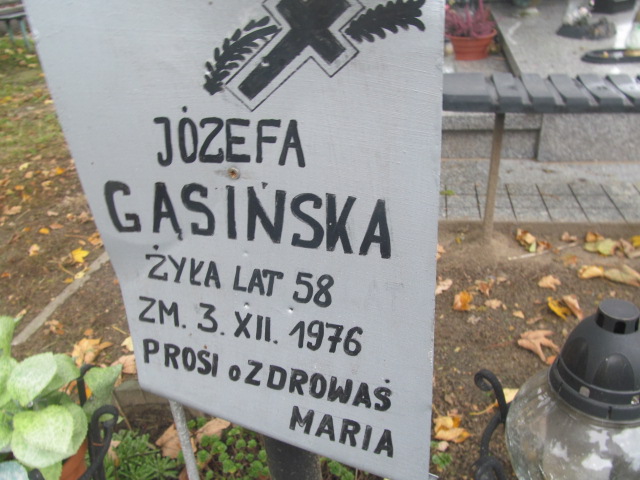 JÓZEFA
GĄSIŃSKA
ŻYŁA LAT 58
ZM. 3. XII. 1976
PROSI o ZDROWAŚ
MARIA